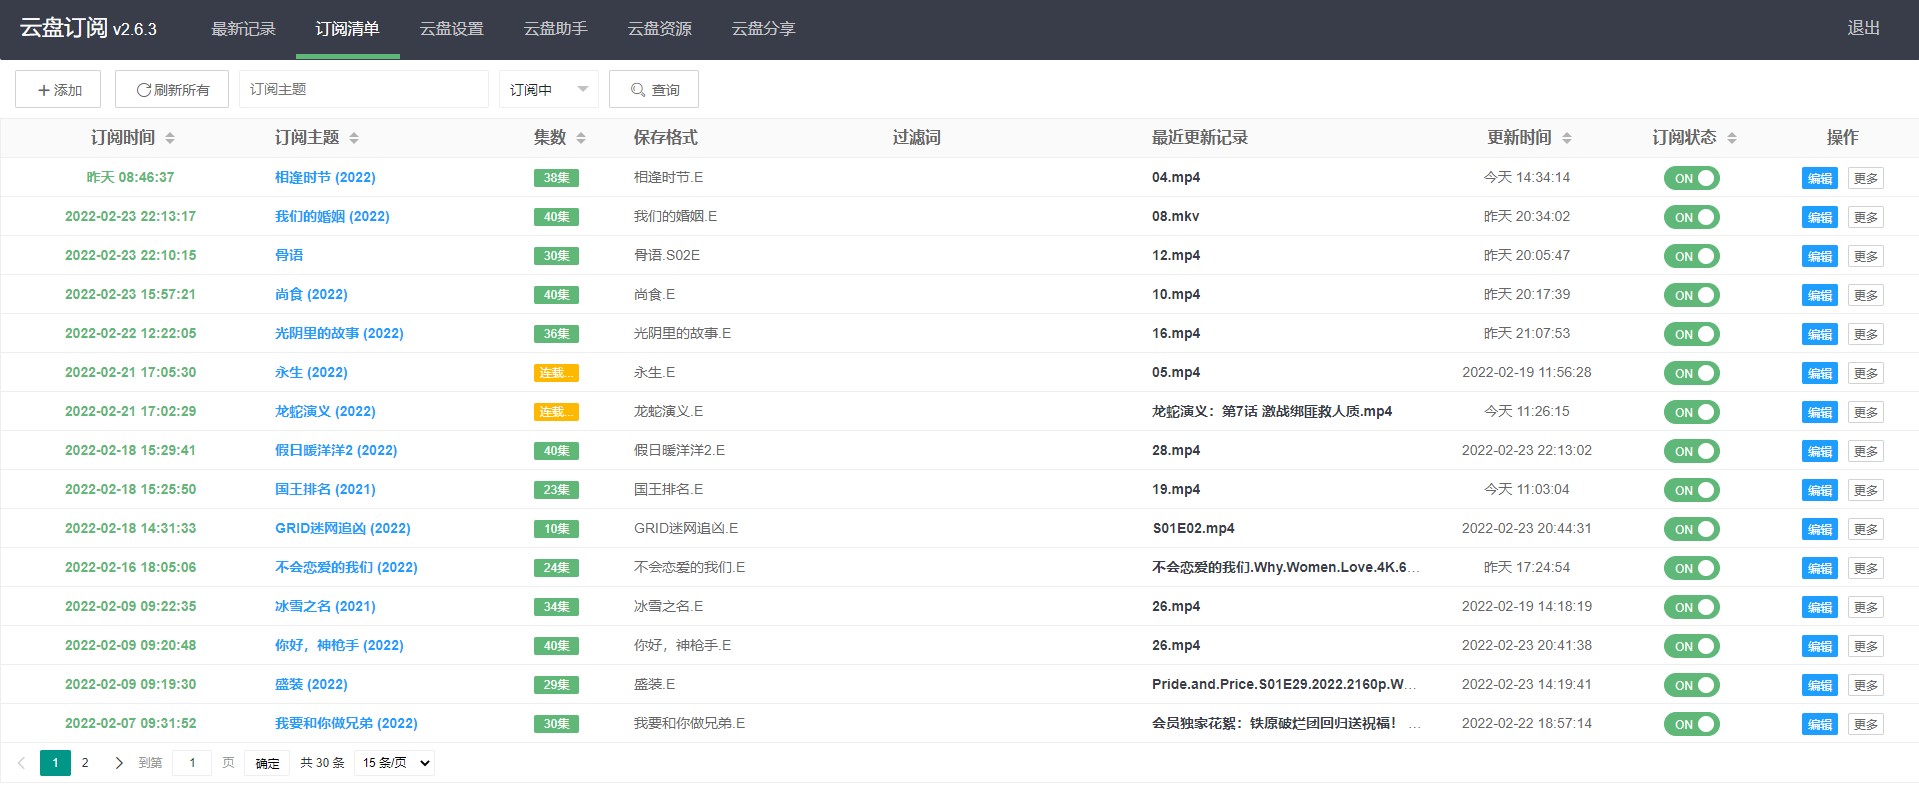 云盘订阅 v2.6.3 最新记录 订阅清单 云盘设置 云盘助手 云盘资源 云盘分享 退出
添加 刷新所有 订阅主题 订阅中 查询
订阅时间 订阅主题 集数 保存格式 过滤词 最近更新记录 更新时间 订阅状态 操作
昨天 08:46:37 相逢时节 (2022) 38集 相逢时节.E 04.mp4 今天 14:34:14 ON 编辑 更多
2022-02-23 22:13:17 我们的婚姻 (2022) 40集 我们的婚姻.E 08.mkv 昨天 20:34:02 ON 编辑 更多
2022-02-23 22:10:15 骨语 30集 骨语.S02E 12.mp4 昨天 20:05:47 ON 编辑 更多
2022-02-23 15:57:21 尚食 (2022) 40集 尚食.E 10.mp4 昨天 20:17:39 ON 编辑 更多
2022-02-22 12:22:05 光阴里的故事 (2022) 36集 光阴里的故事.E 16.mp4 昨天 21:07:53 ON 编辑 更多
2022-02-21 17:05:30 永生 (2022) 连载... 永生.E 05.mp4 2022-02-19 11:56:28 ON 编辑 更多
2022-02-21 17:02:29 龙蛇演义 (2022) 连载... 龙蛇演义.E 龙蛇演义：第7话 激战绑匪救人质.mp4 今天 11:26:15 ON 编辑 更多
2022-02-18 15:29:41 假日暖洋洋2 (2022) 40集 假日暖洋洋2.E 28.mp4 2022-02-23 22:13:02 ON 编辑 更多
2022-02-18 15:25:50 国王排名 (2021) 23集 国王排名.E 19.mp4 今天 11:03:04 ON 编辑 更多
2022-02-18 14:31:33 GRID迷网追凶 (2022) 10集 GRID迷网追凶.E S01E02.mp4 2022-02-23 20:44:31 ON 编辑 更多
2022-02-16 18:05:06 不会恋爱的我们 (2022) 24集 不会恋爱的我们.E 不会恋爱的我们.Why.Women.Love.4K.6... 昨天 17:24:54 ON 编辑 更多
2022-02-09 09:22:35 冰雪之名 (2021) 34集 冰雪之名.E 26.mp4 2022-02-19 14:18:19 ON 编辑 更多
2022-02-09 09:20:48 你好，神枪手 (2022) 40集 你好，神枪手.E 26.mp4 2022-02-23 20:41:38 ON 编辑 更多
2022-02-09 09:19:30 盛装 (2022) 29集 盛装.E Pride.and.Price.S01E29.2022.2160p.W... 2022-02-23 14:19:41 ON 编辑 更多
2022-02-07 09:31:52 我要和你做兄弟 (2022) 30集 我要和你做兄弟.E 会员独家花絮：铁原破烂团回归送祝福！ ... 2022-02-22 18:57:14 ON 编辑 更多
1 2 到第 1 页 确定 共 30 条 15 条/页